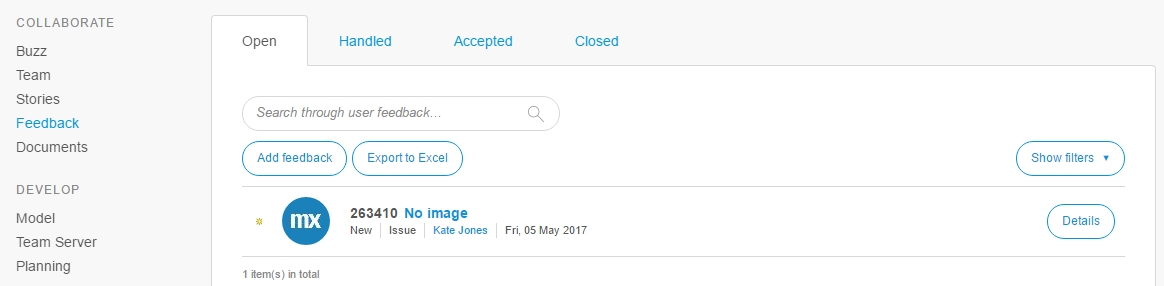 COLLABORATE
Buzz
Team
Stories
Feedback
Documents
DEVELOP
Model
Team Server
Planning
Open Handled Accepted Closed
Search through user feedback...
Add feedback Export to Excel Show filters ▼
mx
263410 No image
New Issue Kate Jones Fri, 05 May 2017
Details
1 item(s) in total